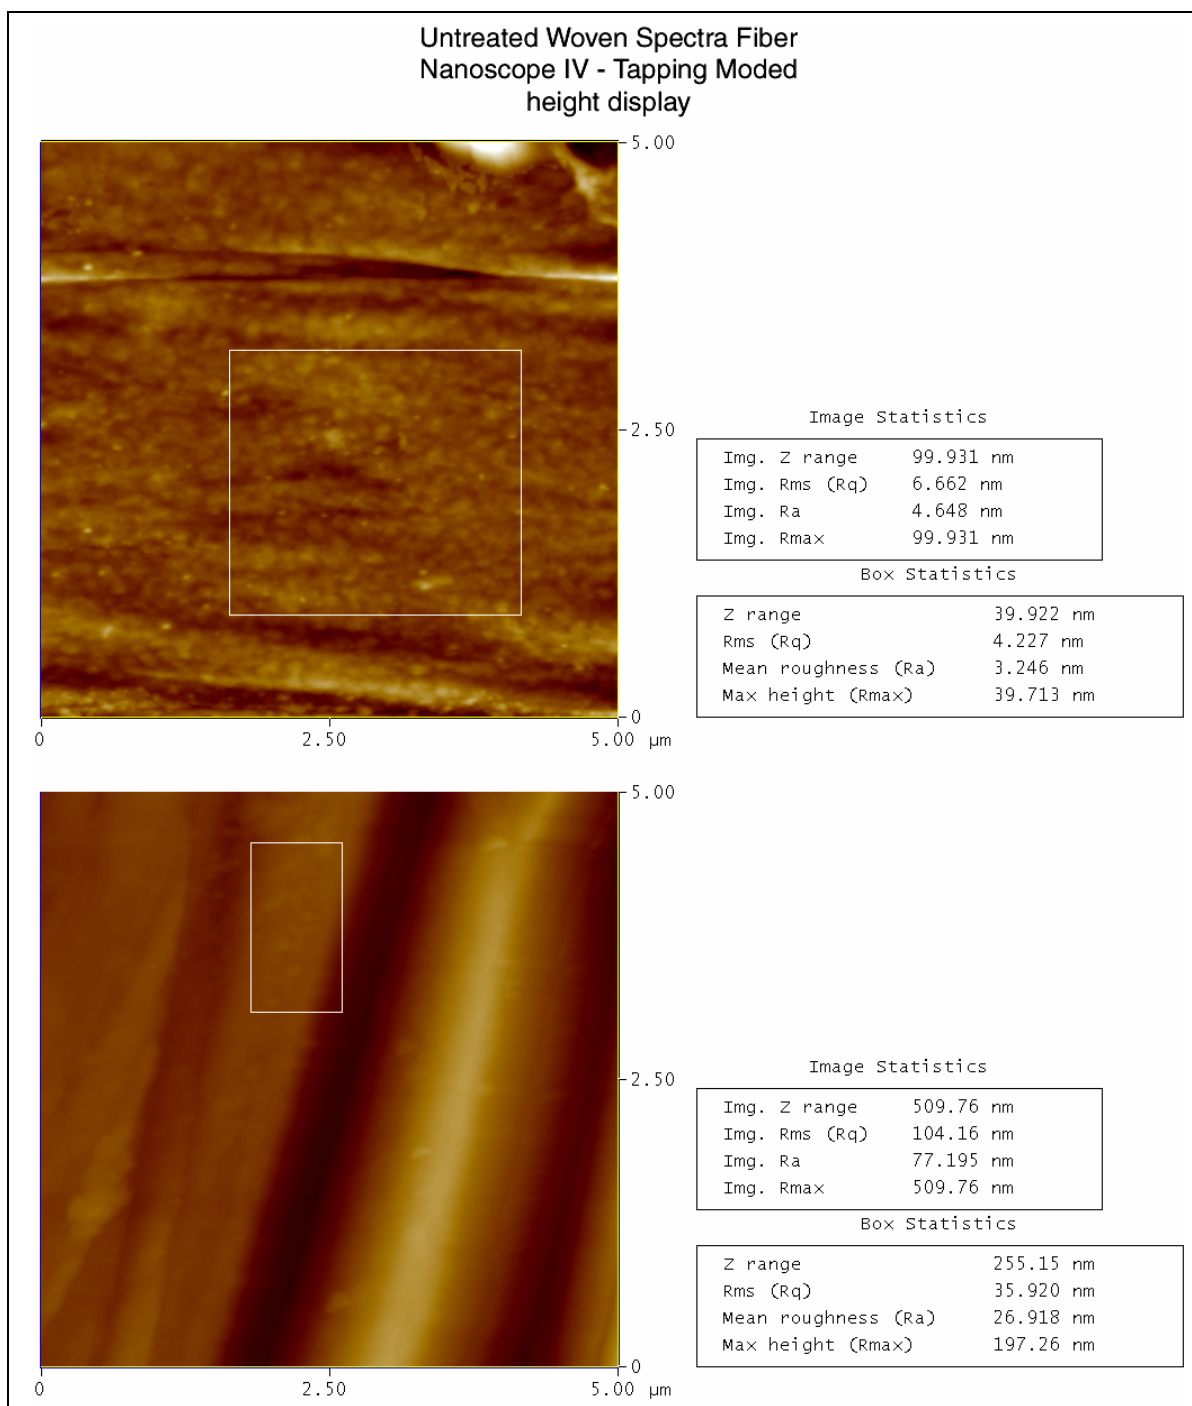 Untreated Woven Spectra Fiber
Nanoscope IV - Tapping Moded
height display
5.00
2.50
0
0 2.50 5.00 µm
Image Statistics
Img. Z range 99.931 nm
Img. Rms (Rq) 6.662 nm
Img. Ra 4.648 nm
Img. Rmax 99.931 nm
Box Statistics
Z range 39.922 nm
Rms (Rq) 4.227 nm
Mean roughness (Ra) 3.246 nm
Max height (Rmax) 39.713 nm
5.00
2.50
0
0 2.50 5.00 µm
Image Statistics
Img. Z range 509.76 nm
Img. Rms (Rq) 104.16 nm
Img. Ra 77.195 nm
Img. Rmax 509.76 nm
Box Statistics
Z range 255.15 nm
Rms (Rq) 35.920 nm
Mean roughness (Ra) 26.918 nm
Max height (Rmax) 197.26 nm